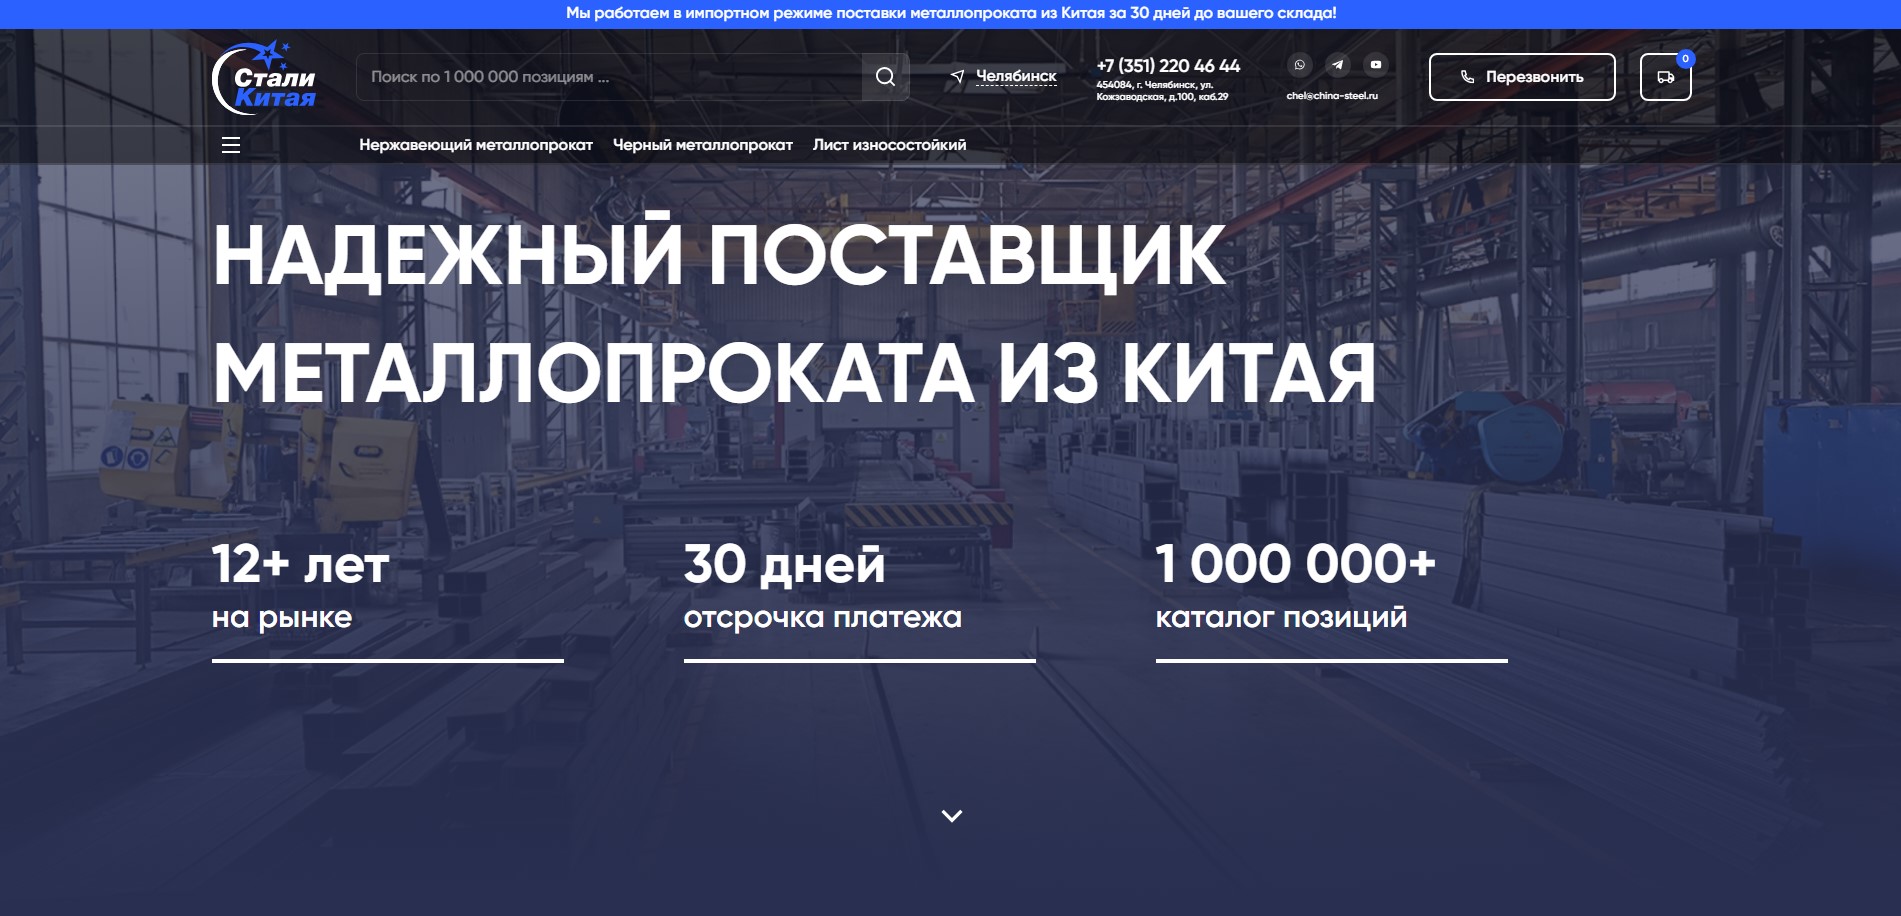 Мы работаем в импортном режиме поставки металлопроката из Китая за 30 дней до вашего склада!
Стали
Китая
Поиск по 1 000 000 позициям ...
Челябинск
+7 (351) 220 46 44
454084, г. Челябинск, ул.
Кожзаводская, д.100, каб.29
chel@china-steel.ru
Перезвонить
0
Нержавеющий металлопрокат
Черный металлопрокат
Лист износостойкий
НАДЕЖНЫЙ ПОСТАВЩИК
МЕТАЛЛОПРОКАТА ИЗ КИТАЯ
12+ лет
на рынке
30 дней
отсрочка платежа
1 000 000+
каталог позиций